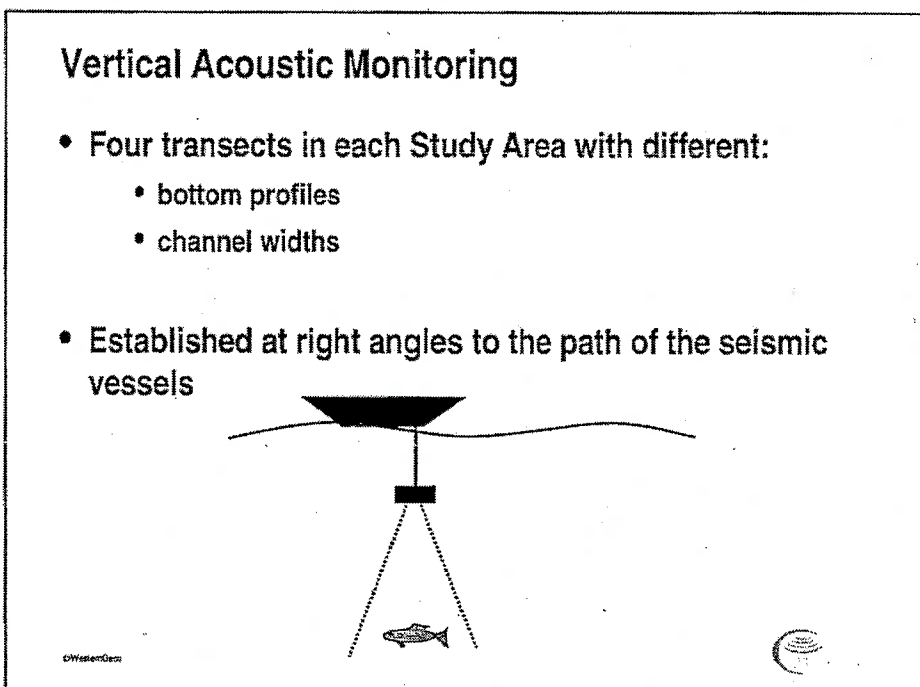 Vertical Acoustic Monitoring
• Four transects in each Study Area with different:
• bottom profiles
• channel widths
• Established at right angles to the path of the seismic
vessels
©WesternGeco